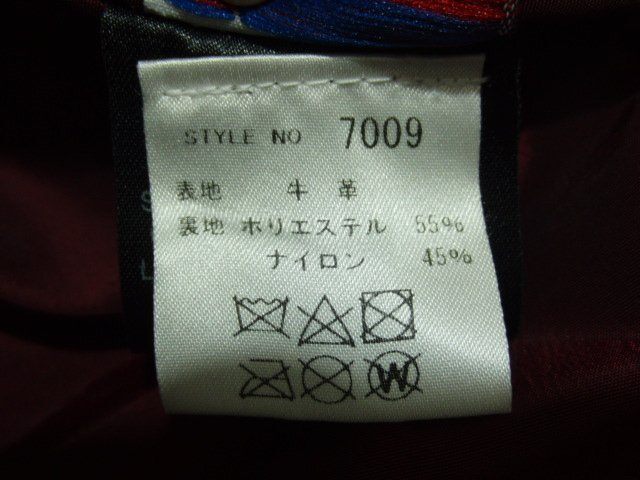 STYLE NO 7009
表地 牛革
裏地 ポリエステル 55%
ナイロン 45%
W